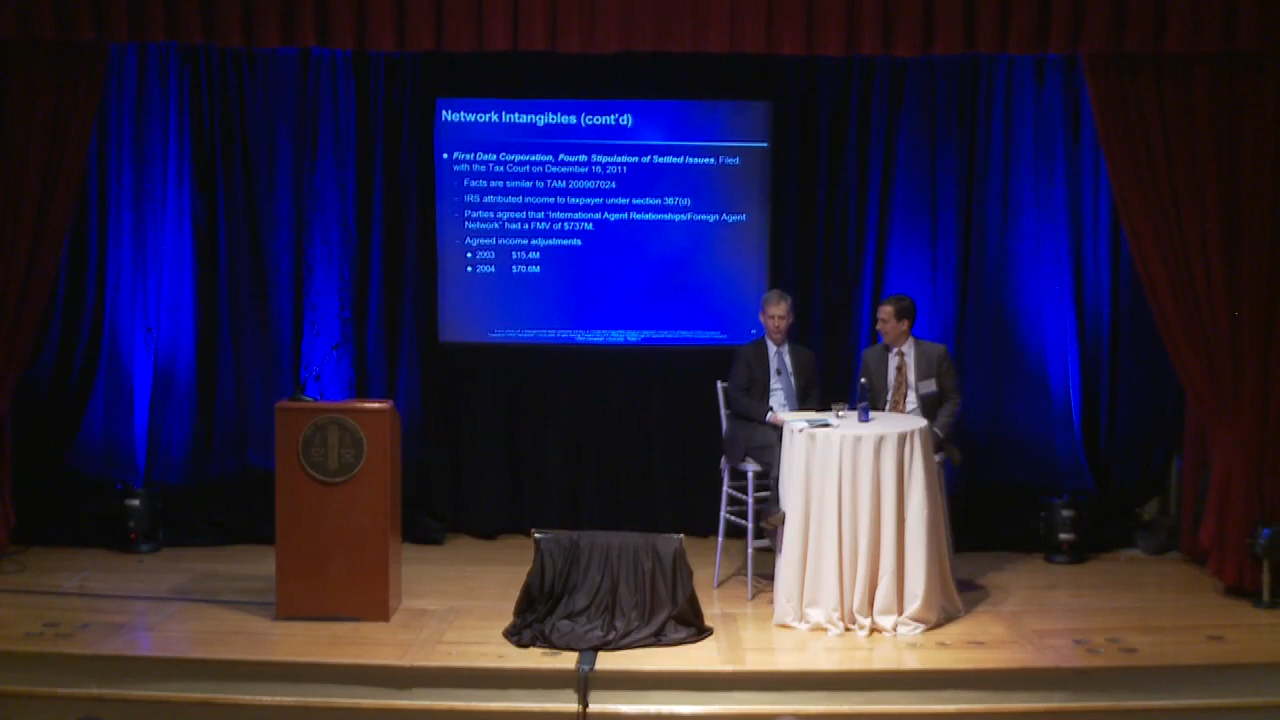 Network Intangibles (cont'd)
First Data Corporation, Fourth Stipulation of Settled Issues, Filed
with the Tax Court on December 16, 2011
- Facts are similar to TAM 200907024
- IRS attributed income to taxpayer under section 367(d)
- Parties agreed that "International Agent Relationships/Foreign Agent
Network" had a FMV of $737M.
- Agreed income adjustments
2003 $15.4M
2004 $70.6M